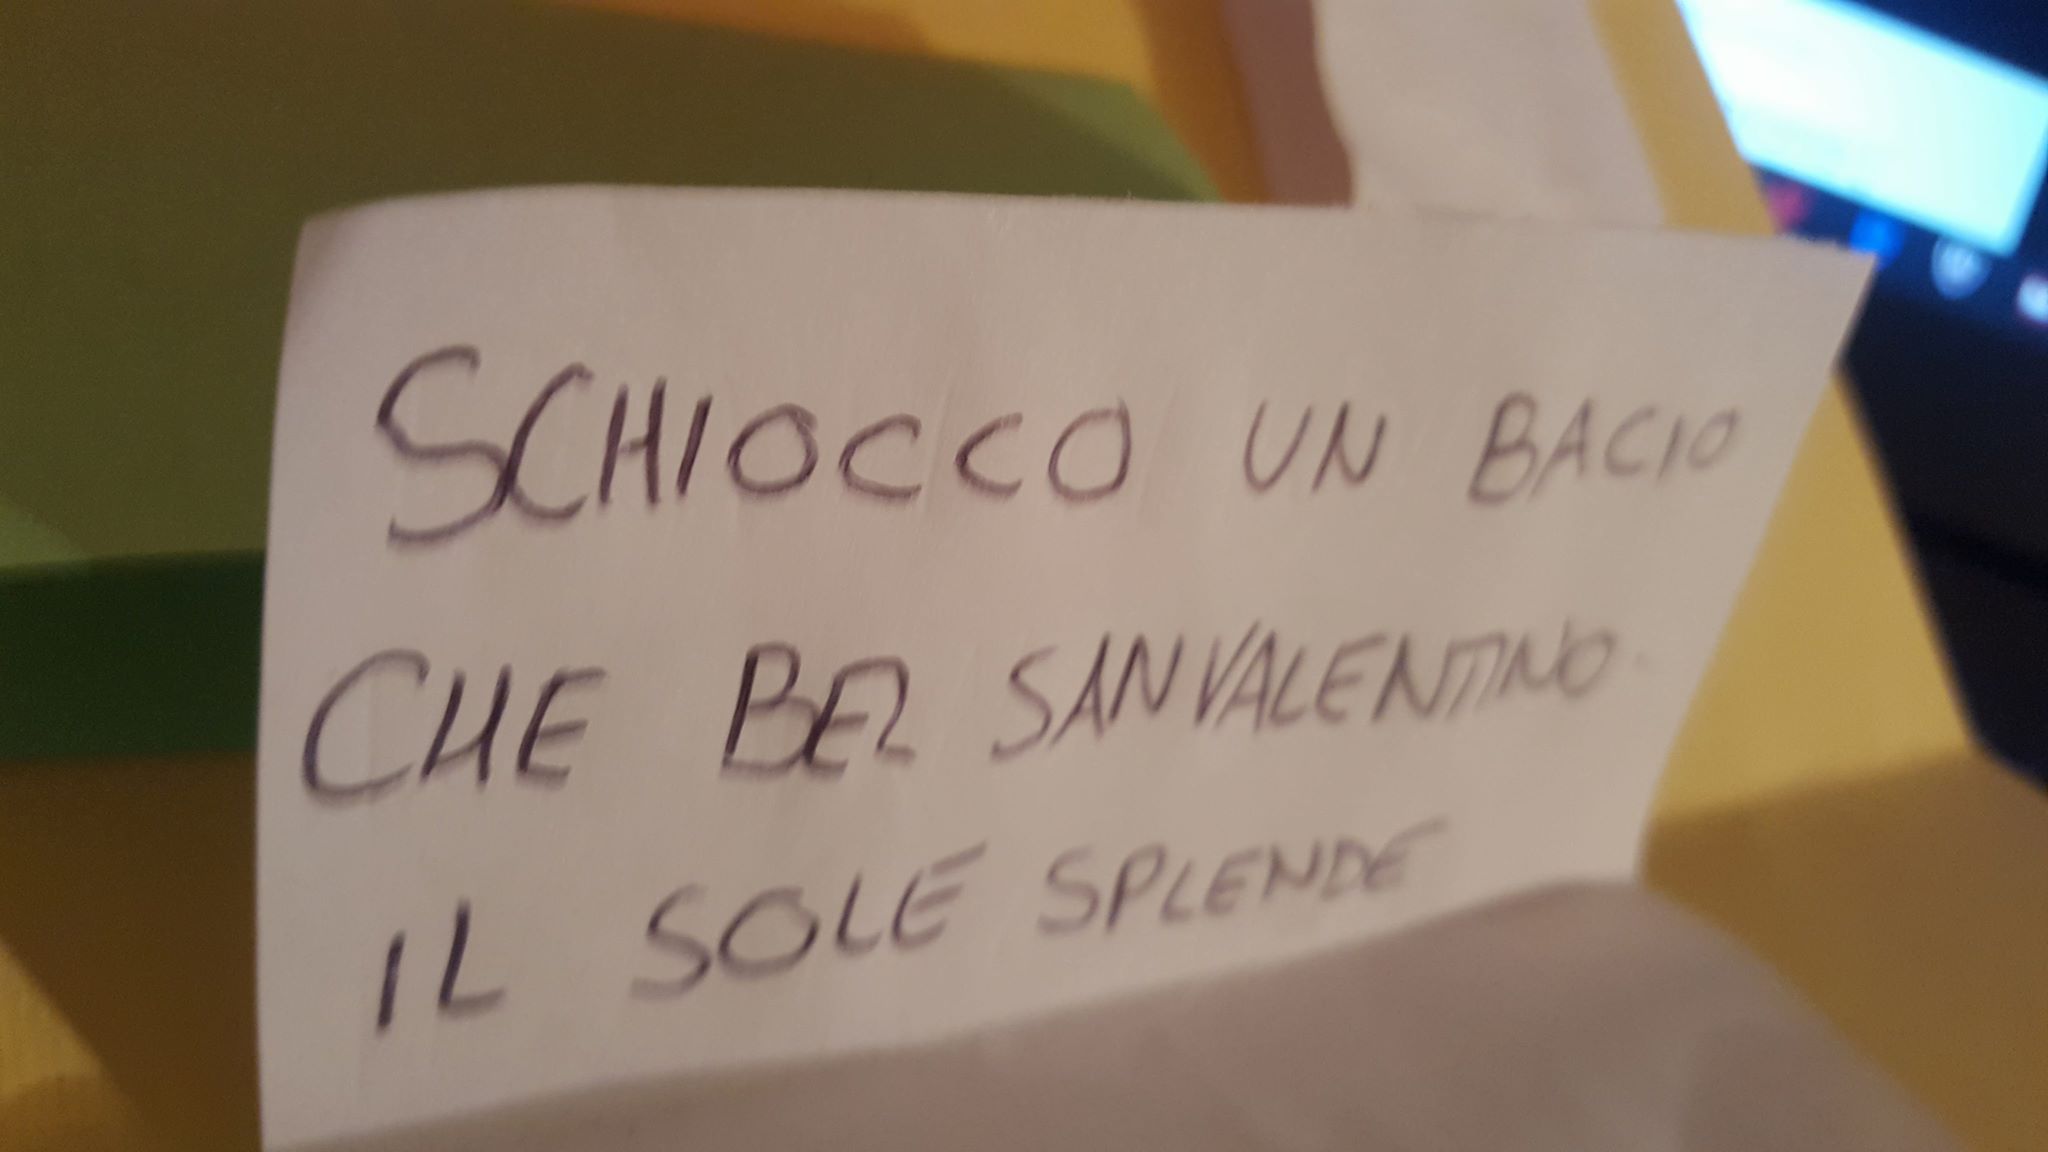 SCHIOCCO UN BACIO
CHE BEL SANVALENTINO
IL SOLE SPLENDE